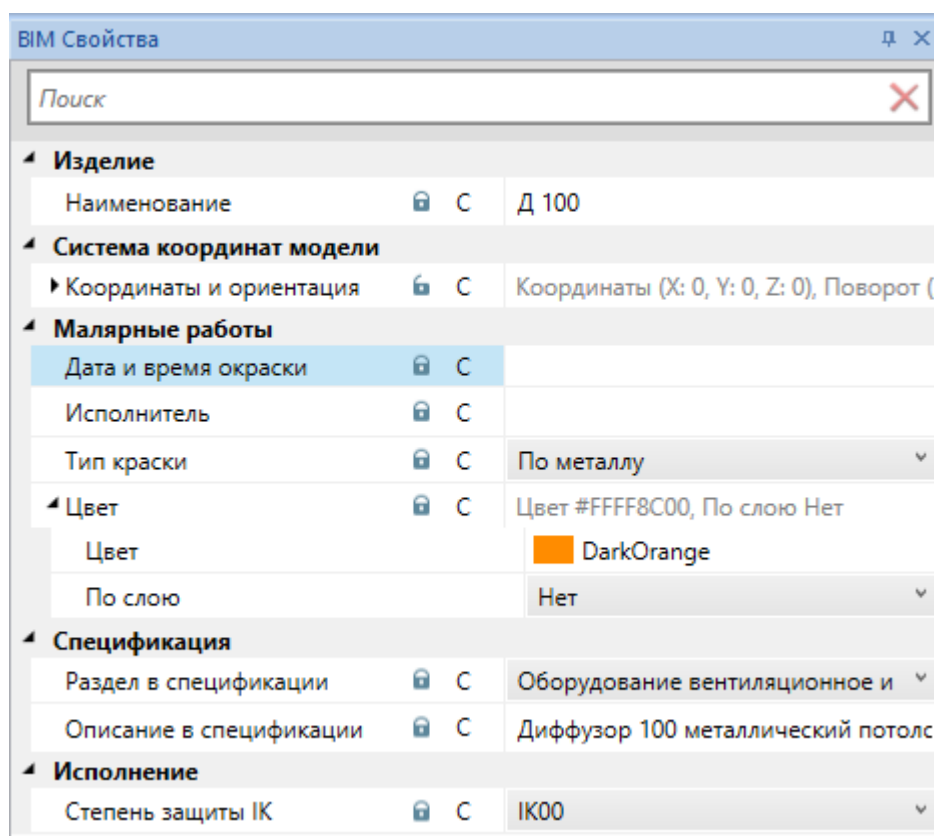 BIM Свойства
Поиск
Изделие
Наименование C Д 100
Система координат модели
Координаты и ориентация C Координаты (X: 0, Y: 0, Z: 0), Поворот (
Малярные работы
Дата и время окраски C
Исполнитель C
Тип краски C По металлу
Цвет C Цвет #FFFF8C00, По слою Нет
Цвет DarkOrange
По слою Нет
Спецификация
Раздел в спецификации C Оборудование вентиляционное и
Описание в спецификации C Диффузор 100 металлический потолс
Исполнение
Степень защиты IK C IK00